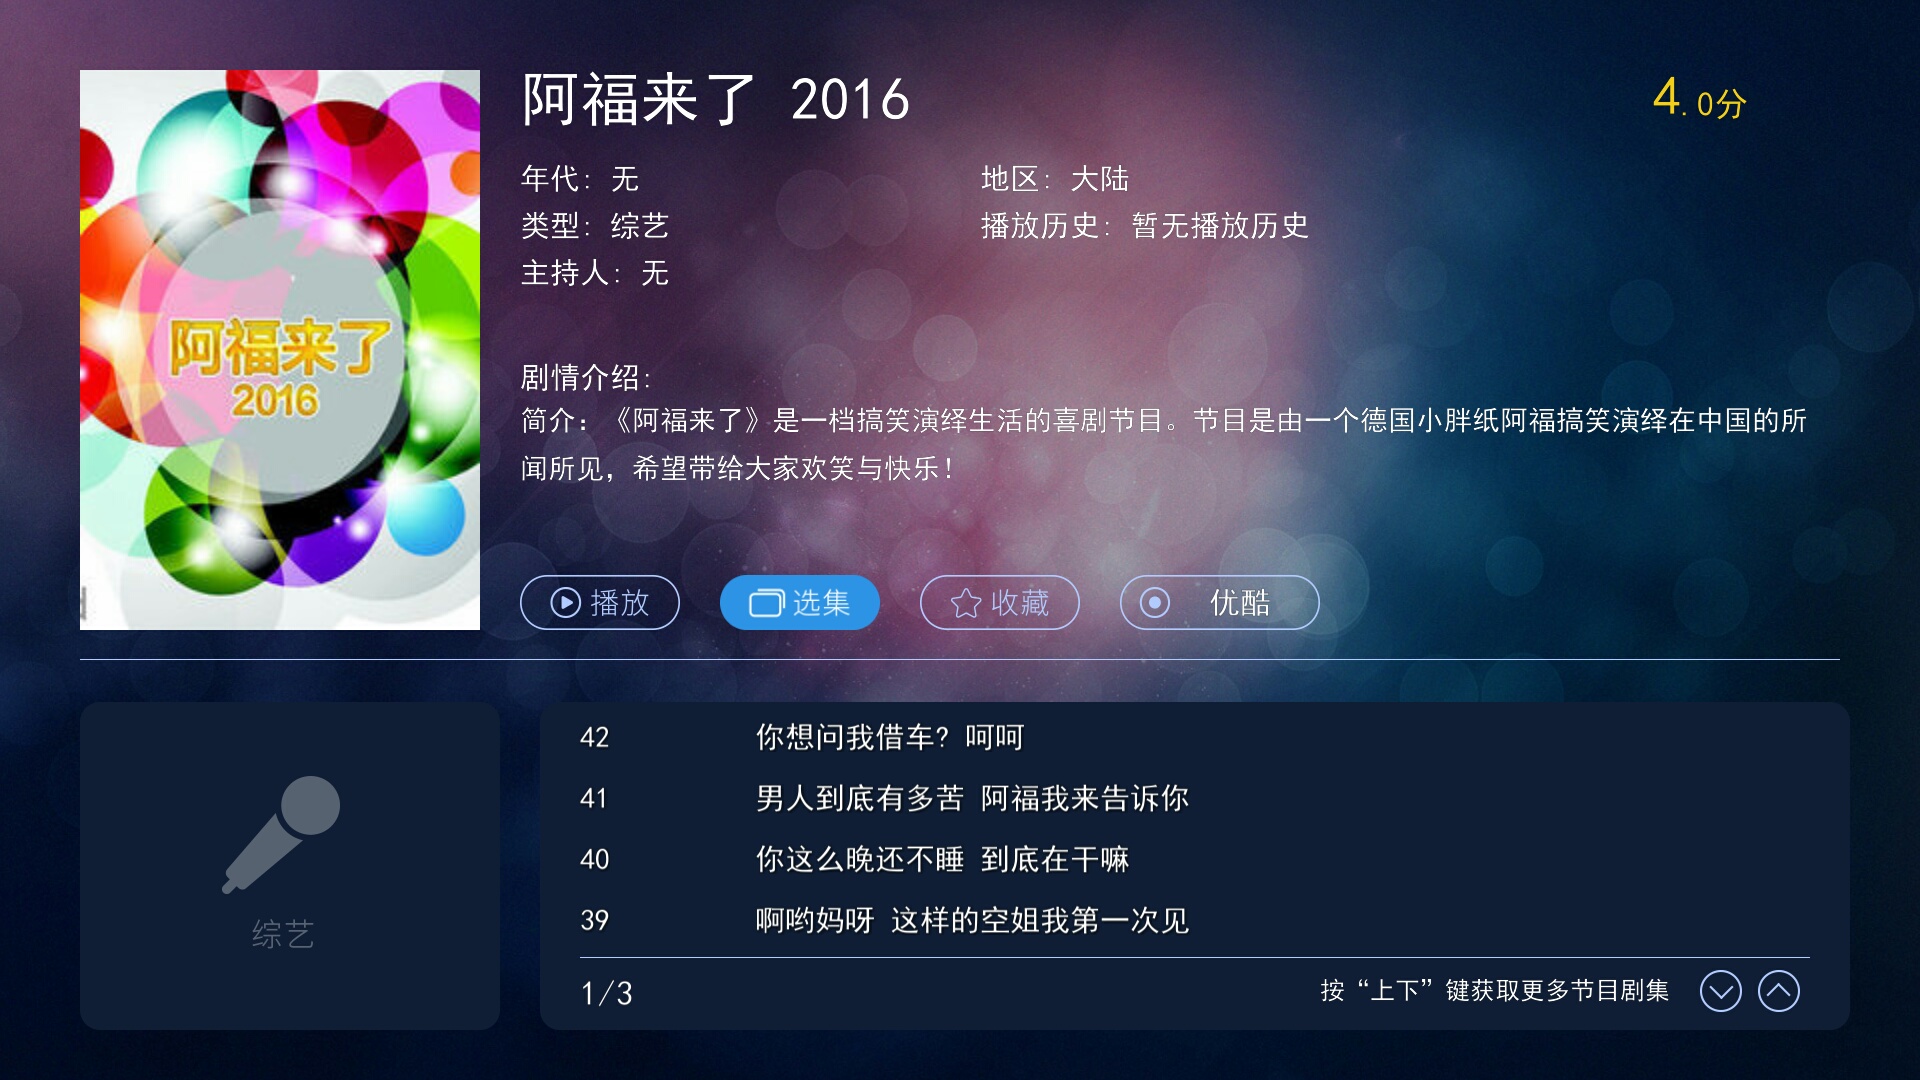 阿福来了 2016
4.0分
年代：无
地区：大陆
类型：综艺
播放历史：暂无播放历史
主持人：无
阿福来了
2016
剧情介绍：
简介：《阿福来了》是一档搞笑演绎生活的喜剧节目。节目是由一个德国小胖纸阿福搞笑演绎在中国的所
闻所见，希望带给大家欢笑与快乐！
播放
选集
收藏
优酷
42 你想问我借车？呵呵
41 男人到底有多苦 阿福我来告诉你
40 你这么晚还不睡 到底在干嘛
39 啊哟妈呀 这样的空姐我第一次见
综艺
1/3
按“上下”键获取更多节目剧集